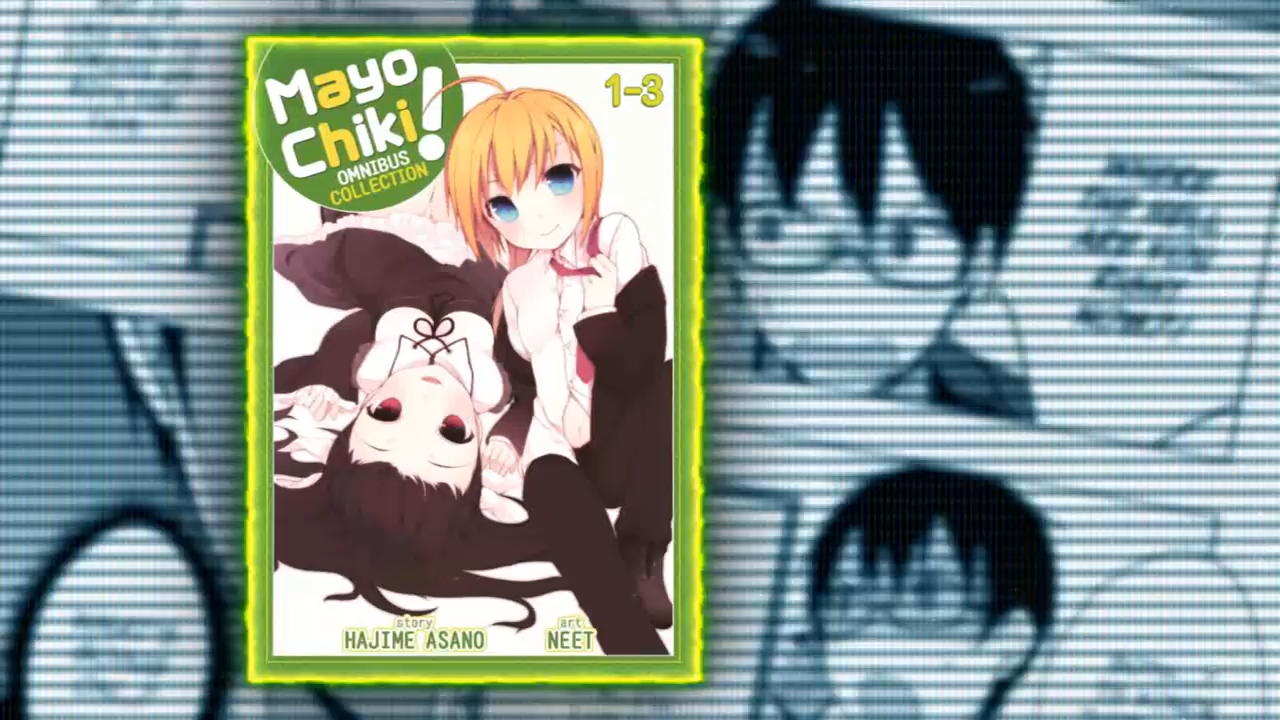 Mayo
Chiki!
OMNIBUS
COLLECTION
1-3
story
HAJIME ASANO
art
NEET